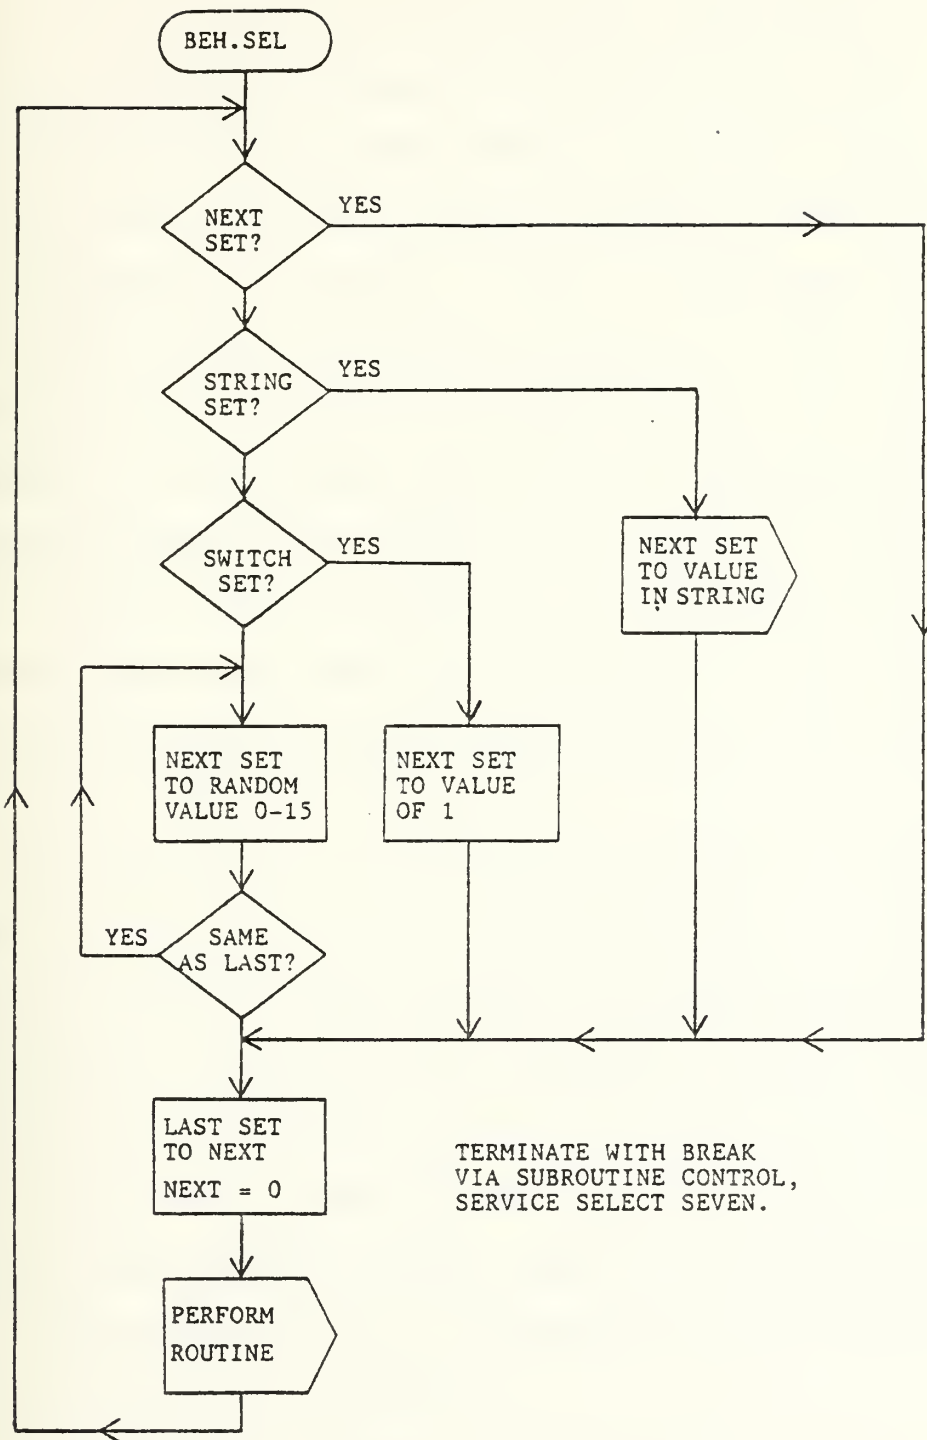 BEH.SEL
YES
NEXT
SET?
YES
STRING
SET?
YES
SWITCH
SET?
NEXT SET
TO VALUE
IN STRING
NEXT SET
TO RANDOM
VALUE 0-15
NEXT SET
TO VALUE
OF 1
YES
SAME
AS LAST?
LAST SET
TO NEXT
NEXT = 0
TERMINATE WITH BREAK
VIA SUBROUTINE CONTROL,
SERVICE SELECT SEVEN.
PERFORM
ROUTINE